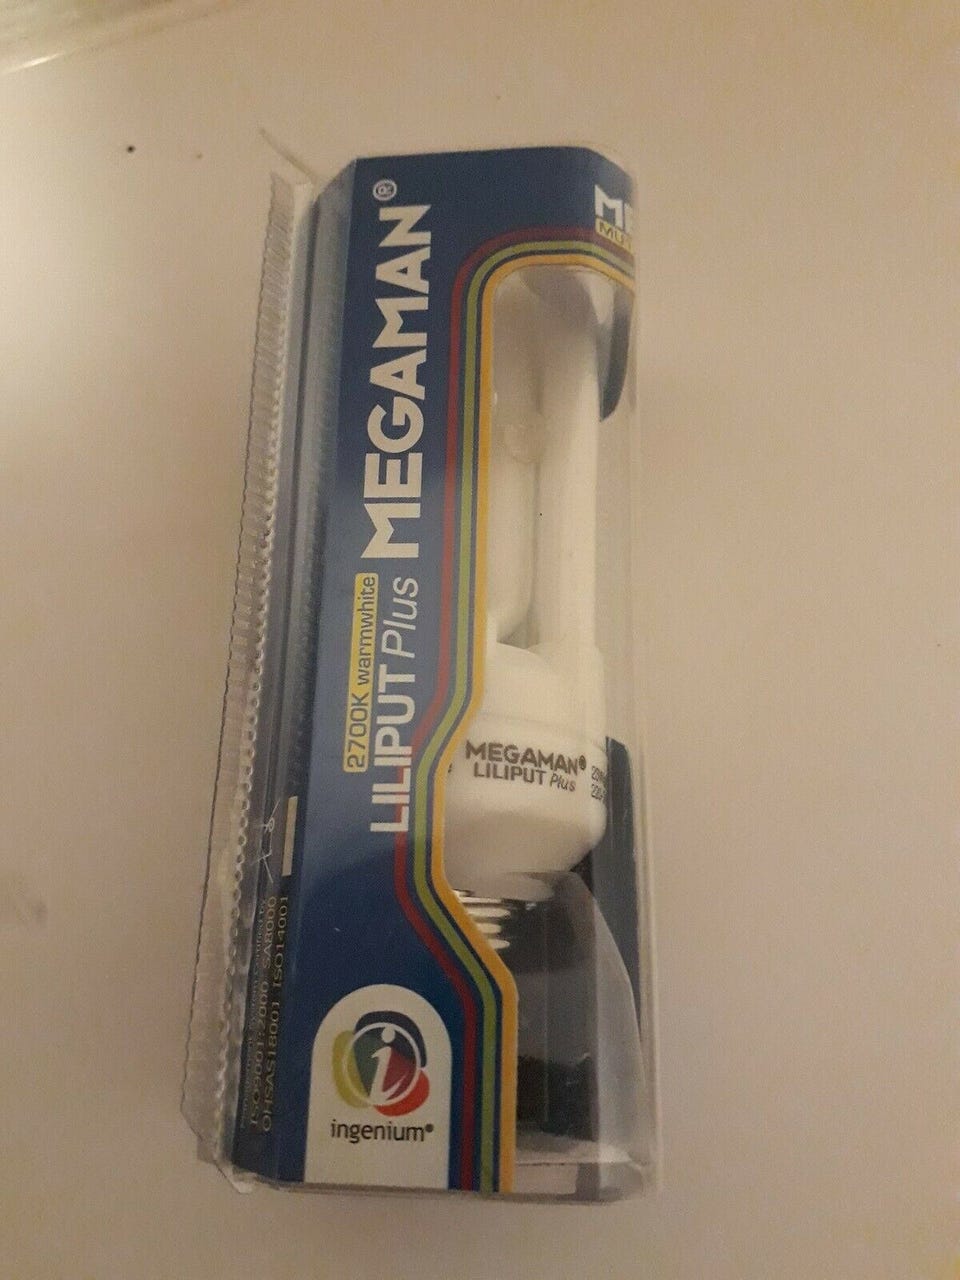 MEGAMAN®
2700K warmwhite
LILIPUT Plus
MEGAMAN®
LILIPUT Plus
ISO9001:2000 SA8000
OHSAS18001 ISO14001
ingenium®